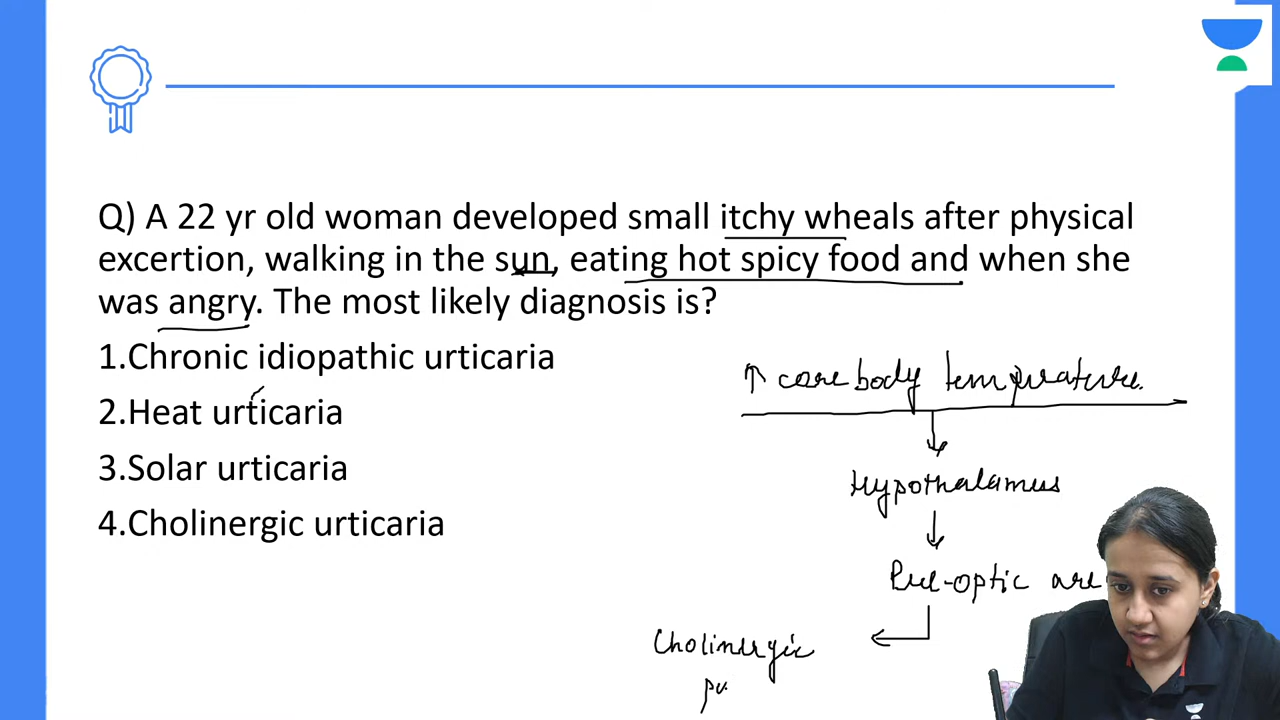 Q) A 22 yr old woman developed small itchy wheals after physical
excertion, walking in the sun, eating hot spicy food and when she
was angry. The most likely diagnosis is?
1.Chronic idiopathic urticaria
2.Heat urticaria
3.Solar urticaria
4.Cholinergic urticaria
↑ core body temperature.
Hypothalamus
Pre-optic are
Cholinergic